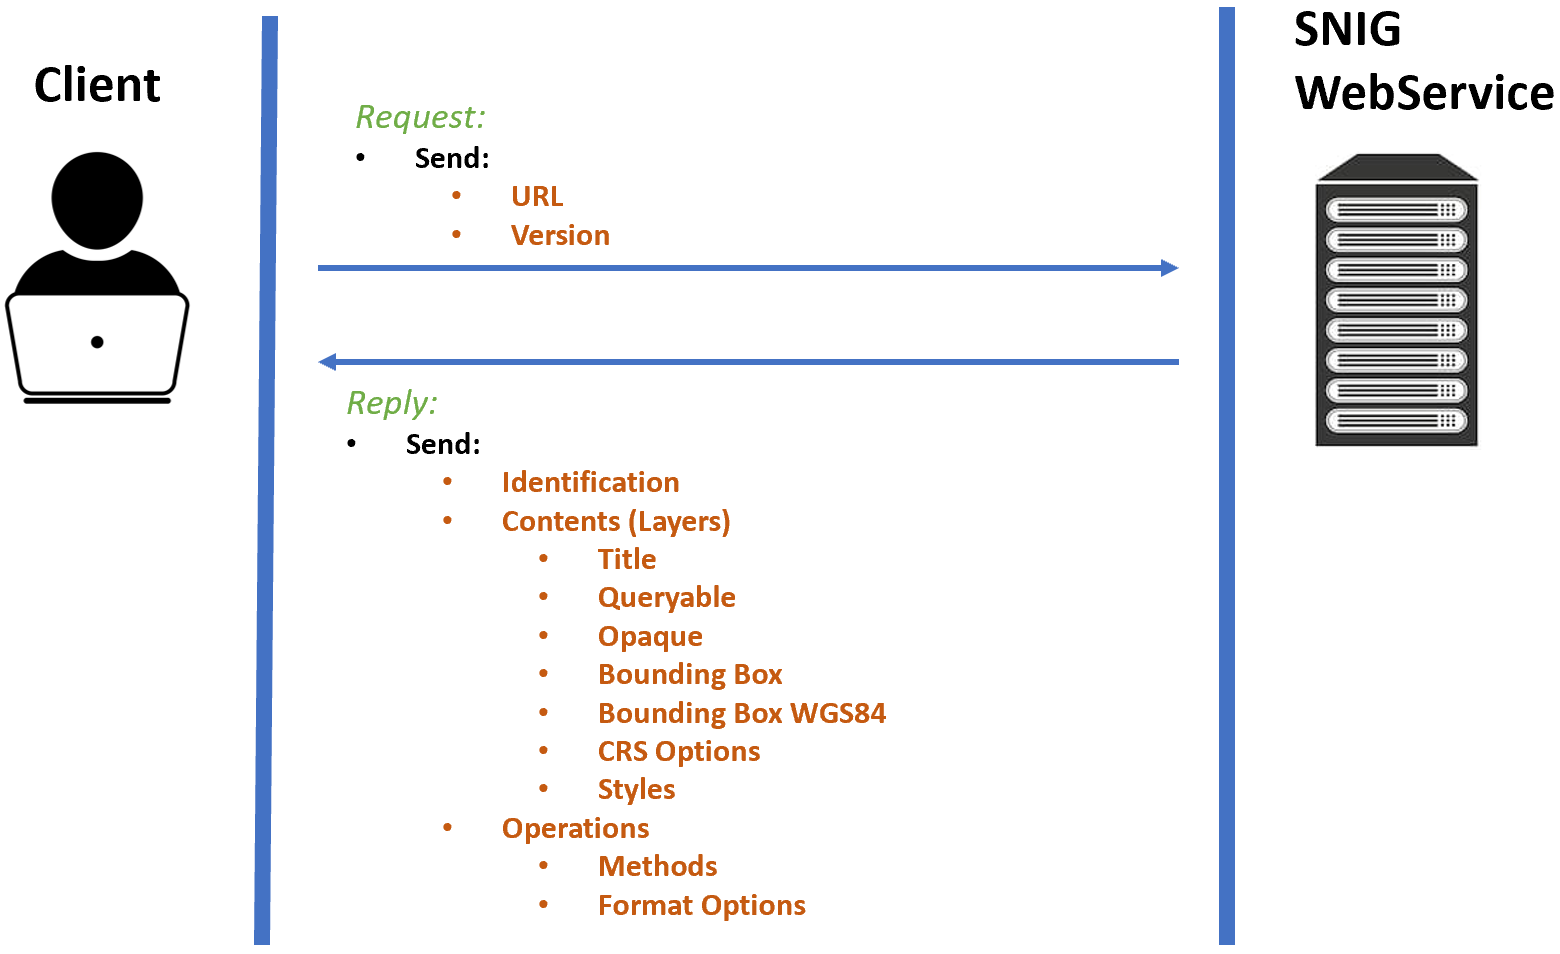 Client
SNIG
WebService
Request:
• Send:
• URL
• Version
Reply:
• Send:
• Identification
• Contents (Layers)
• Title
• Queryable
• Opaque
• Bounding Box
• Bounding Box WGS84
• CRS Options
• Styles
• Operations
• Methods
• Format Options